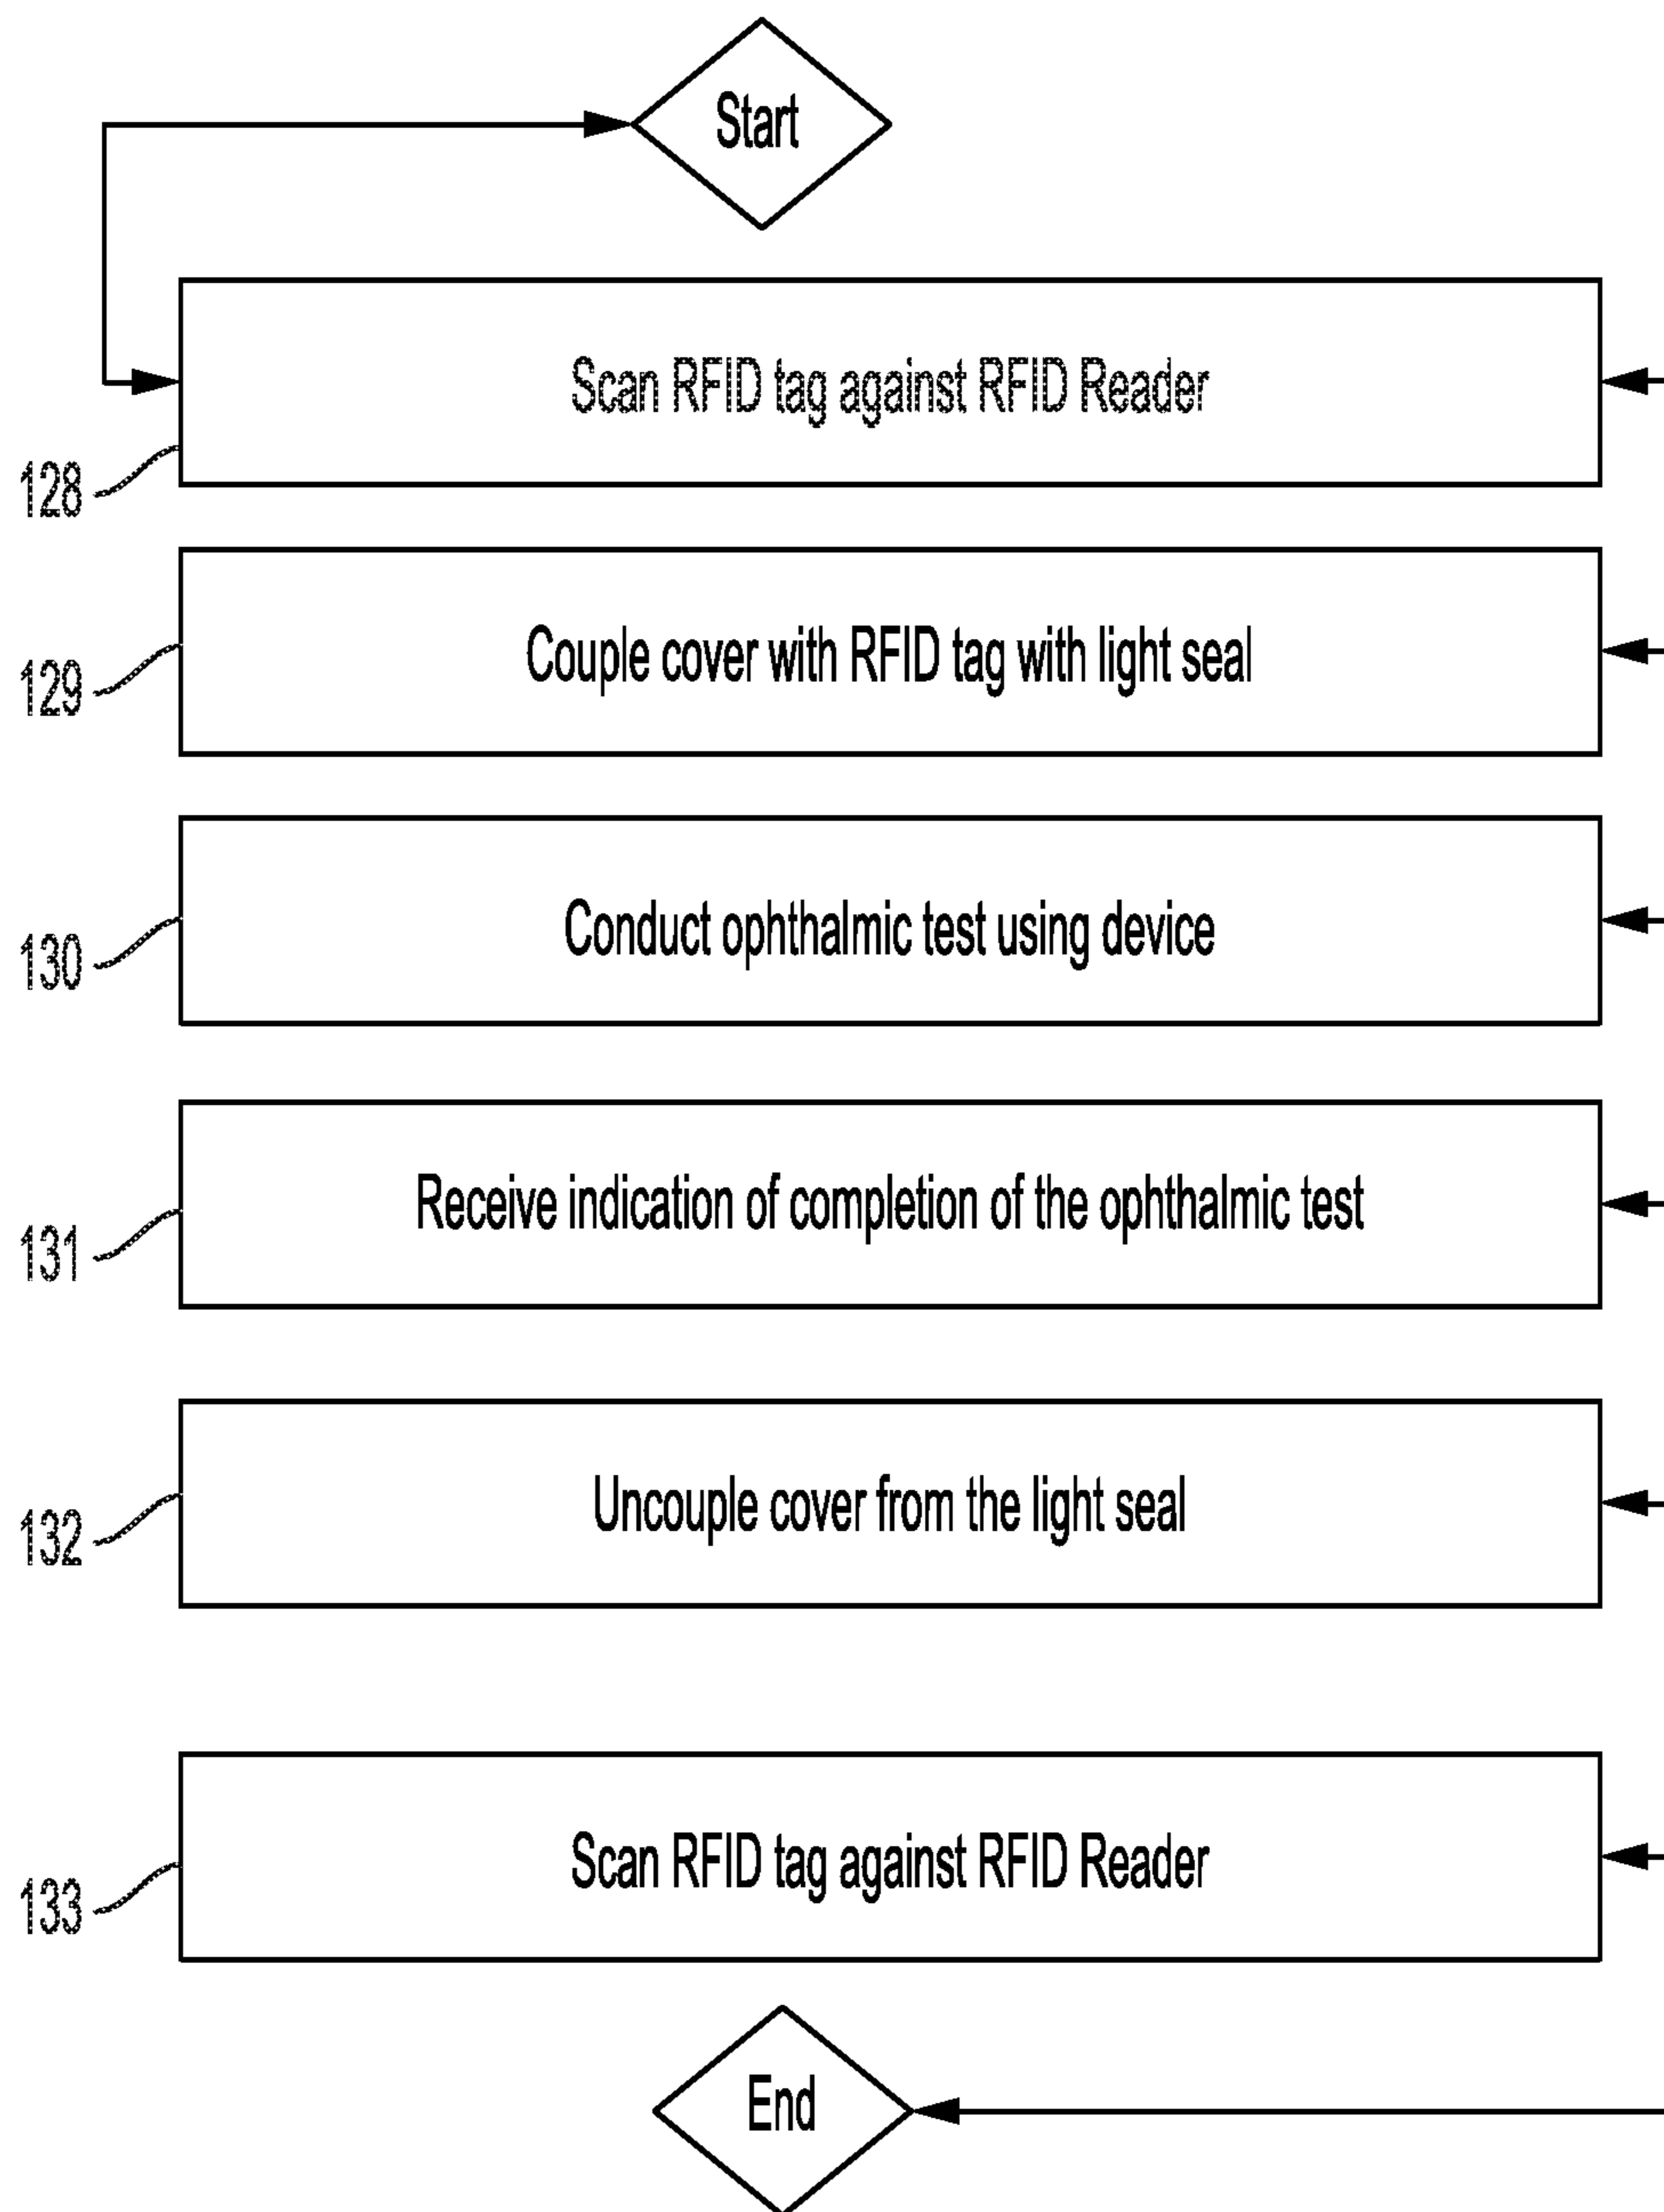 Start
Scan RFID tag against RFID Reader
128
Couple cover with RFID tag with light seal
129
Conduct ophthalmic test using device
130
Receive indication of completion of the ophthalmic test
131
Uncouple cover from the light seal
132
Scan RFID tag against RFID Reader
133
End